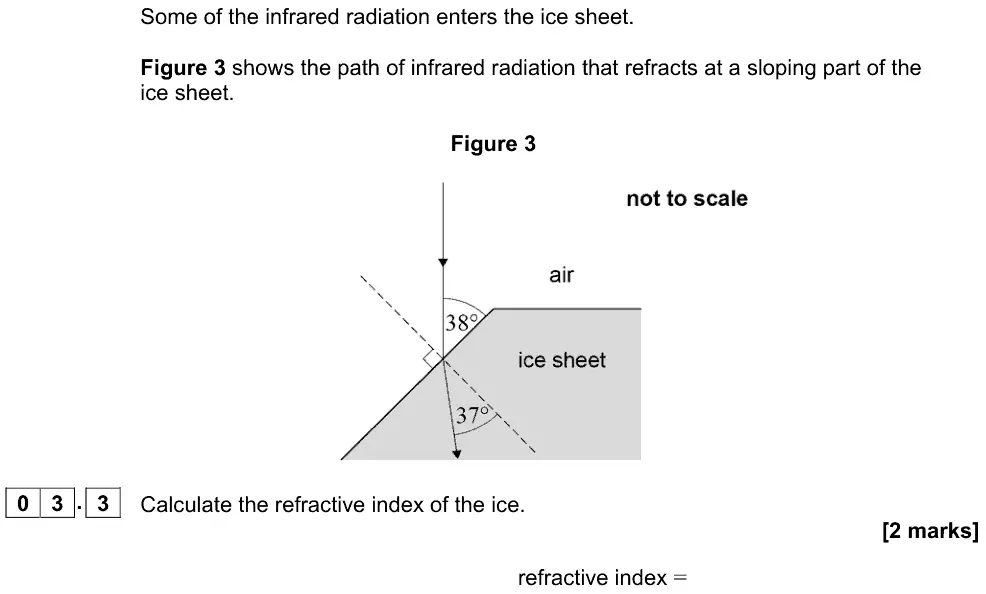 Some of the infrared radiation enters the ice sheet.
Figure 3 shows the path of infrared radiation that refracts at a sloping part of the
ice sheet.
Figure 3
not to scale
air
38°
ice sheet
37°
0 3 . 3 Calculate the refractive index of the ice.
[2 marks]
refractive index =